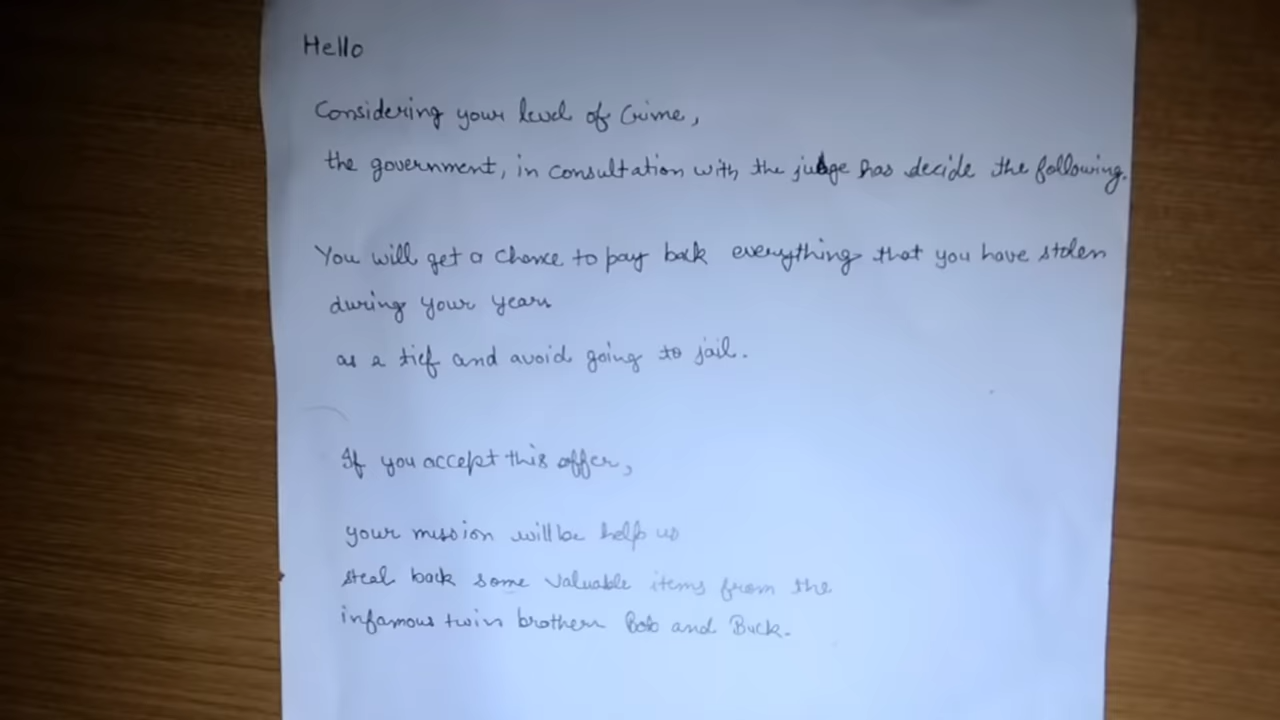 Hello
Considering your level of Crime,
the government, in consultation with the judge has decide the following.
You will get a chance to pay back everything that you have stolen
during your years
as a tief and avoid going to jail.
If you accept this offer,
your mission will be help us
steal back some valuable items from the
infamous twin brothers Bob and Buck.